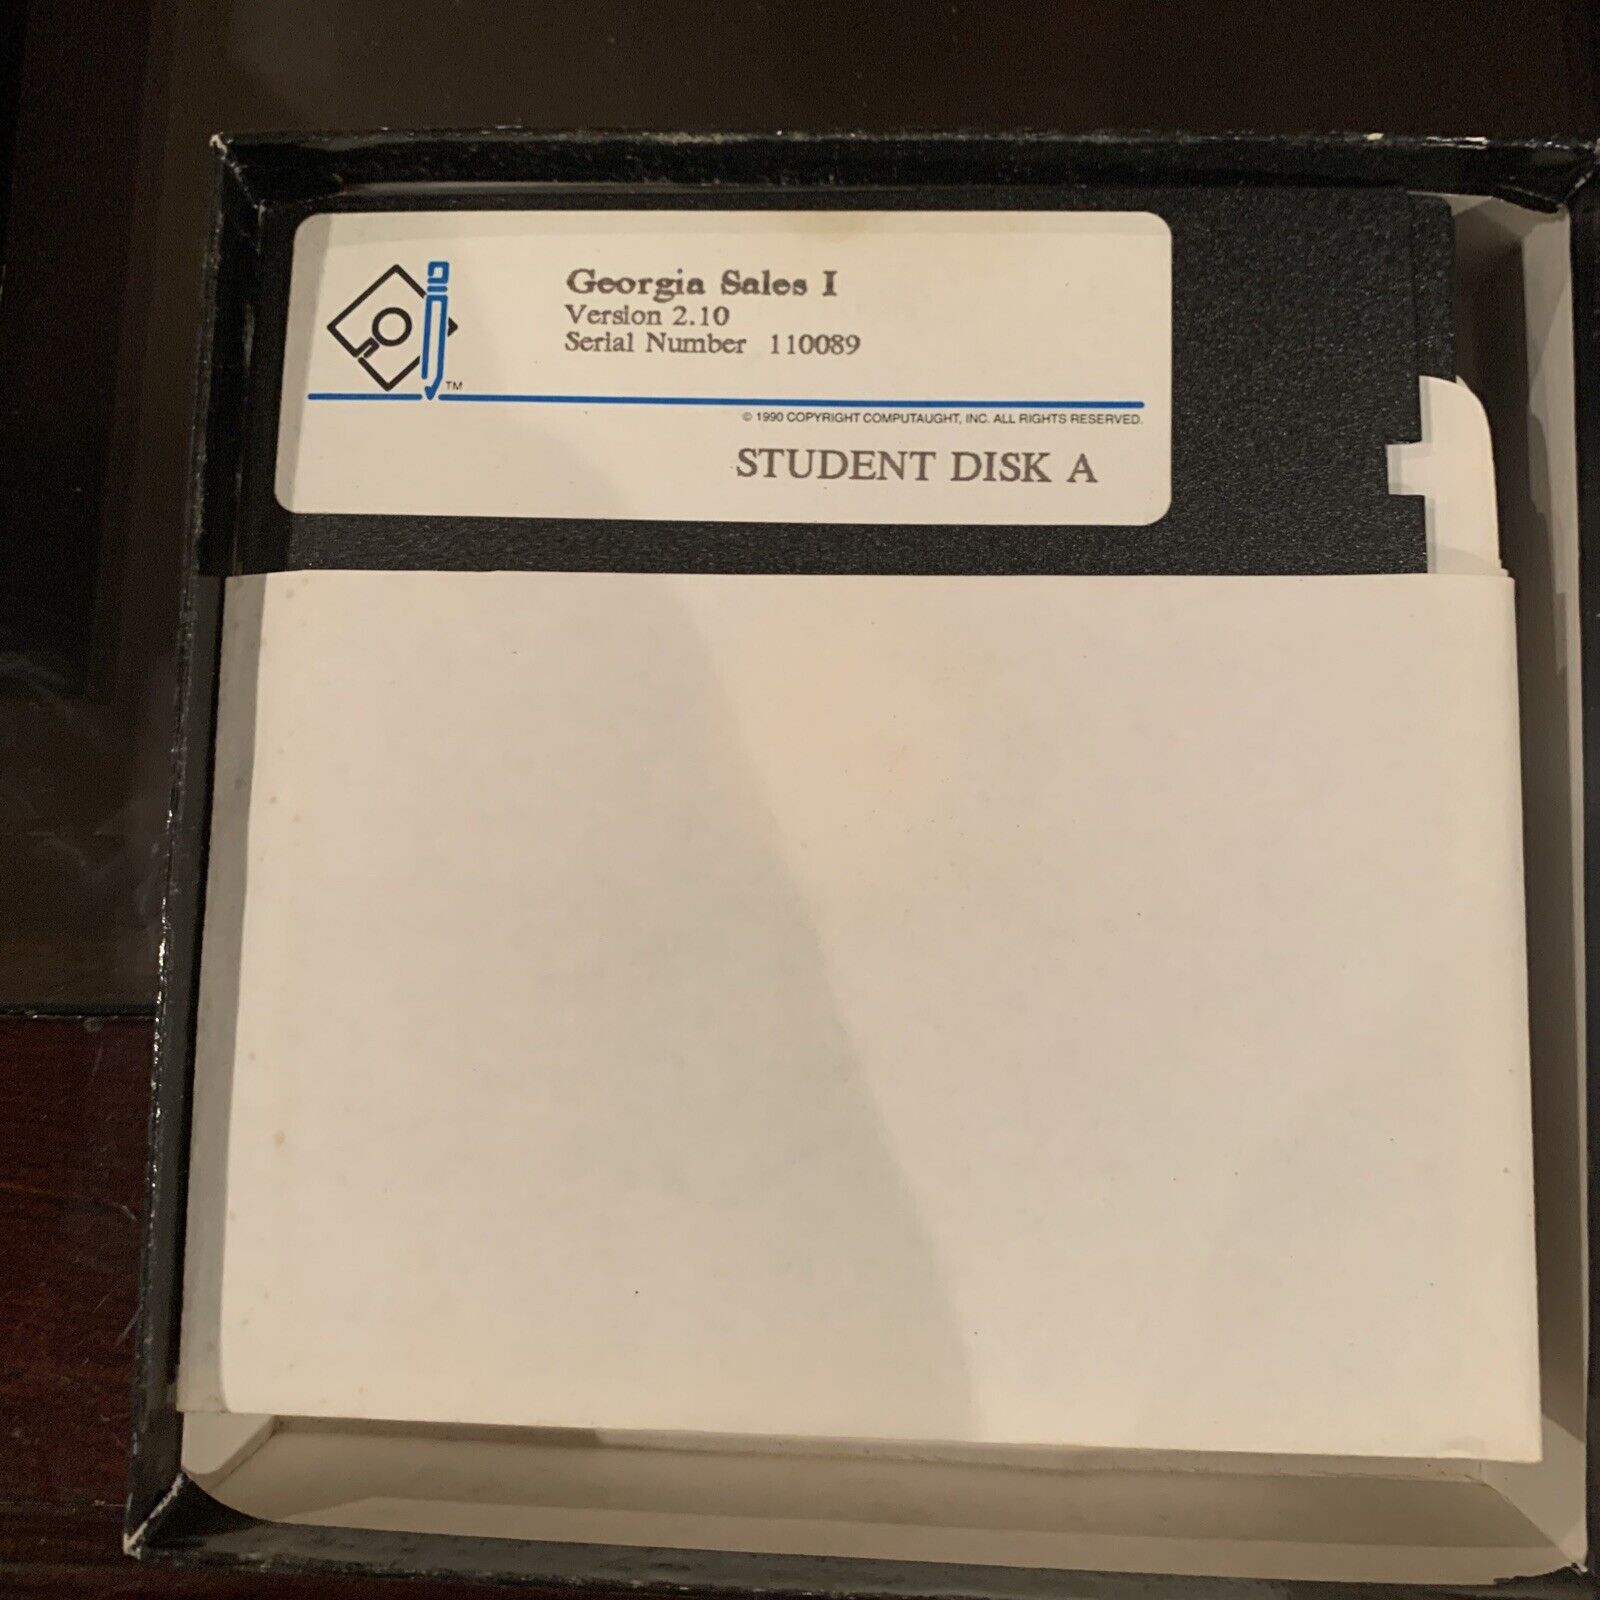 Georgia Sales I
Version 2.10
Serial Number 110089
TM
© 1990 COPYRIGHT COMPUTAUGHT, INC. ALL RIGHTS RESERVED.
STUDENT DISK A